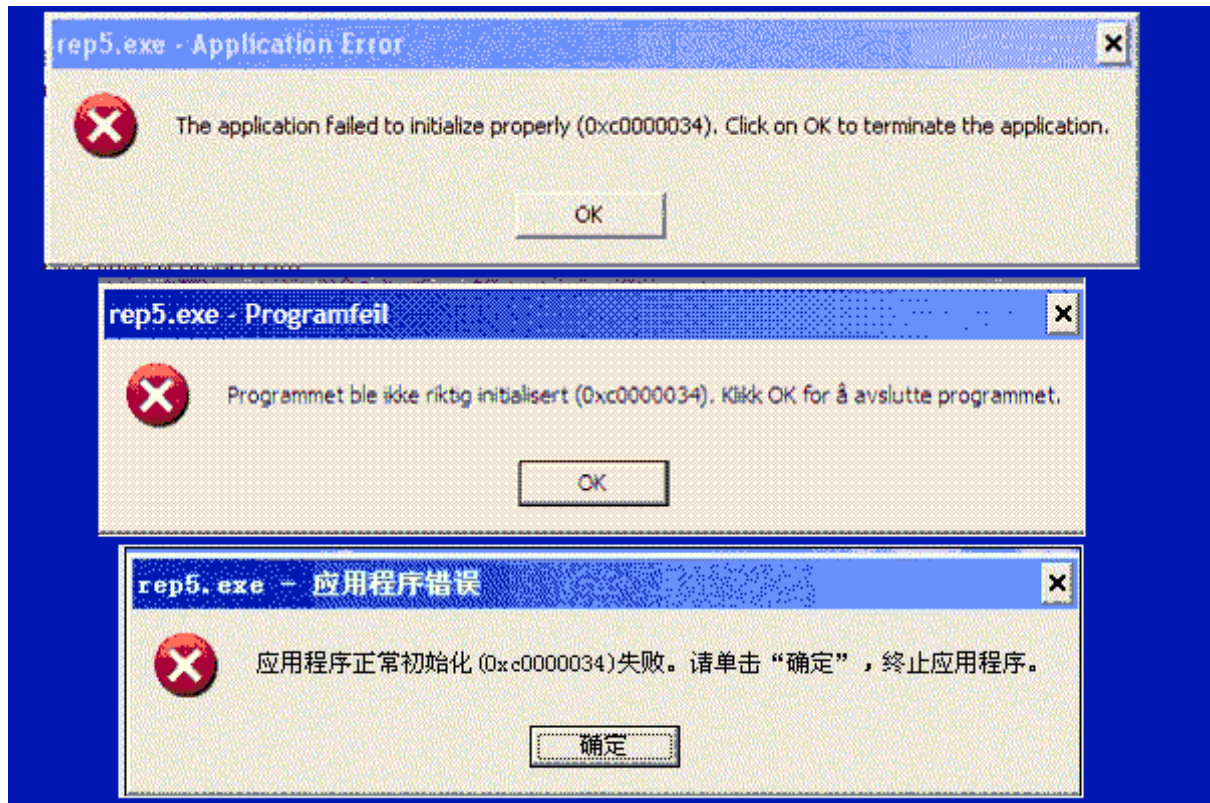 rep5.exe - Application Error
The application failed to initialize properly (0xc0000034). Click on OK to terminate the application.
OK
rep5.exe - Programfeil
Programmet ble ikke riktig initialisert (0xc0000034). Klikk OK for å avslutte programmet.
OK
rep5.exe - 应用程序错误
应用程序正常初始化(0xc0000034)失败。请单击“确定”，终止应用程序。
确定